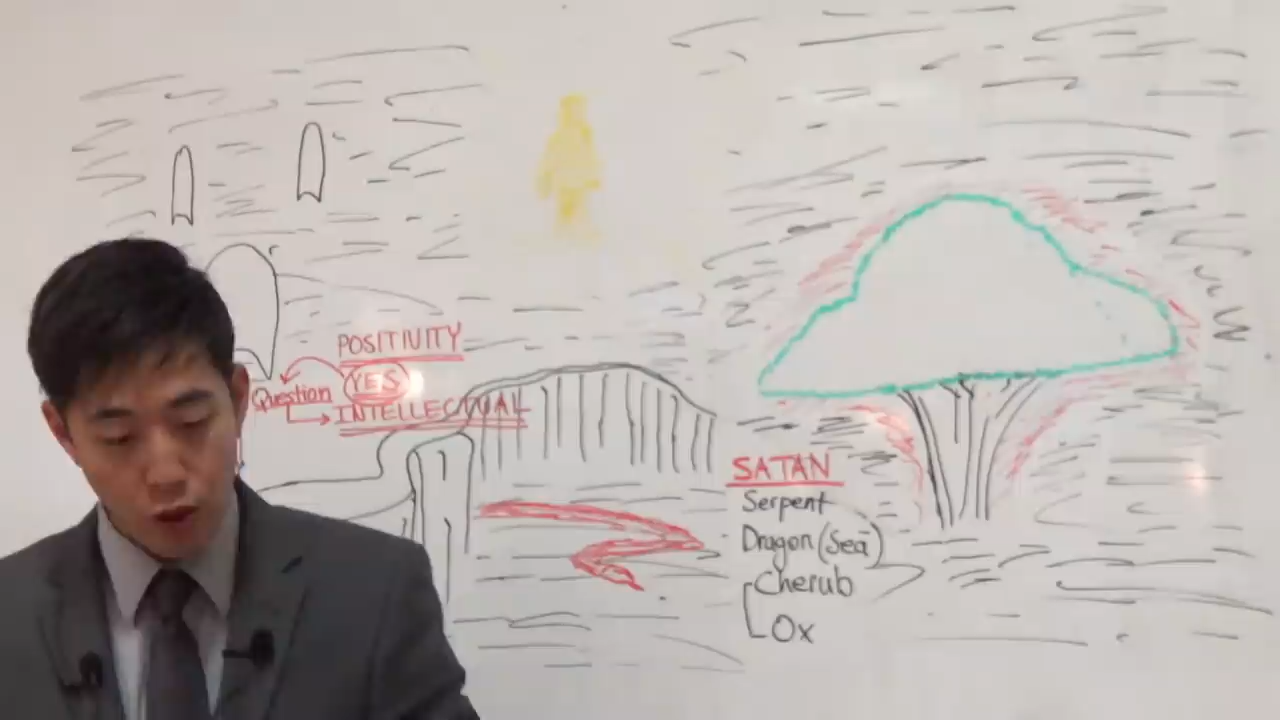 POSITIVITY
YES
Question
INTELLECTUAL
SATAN
Serpent
Dragon (Sea)
Cherub
Ox